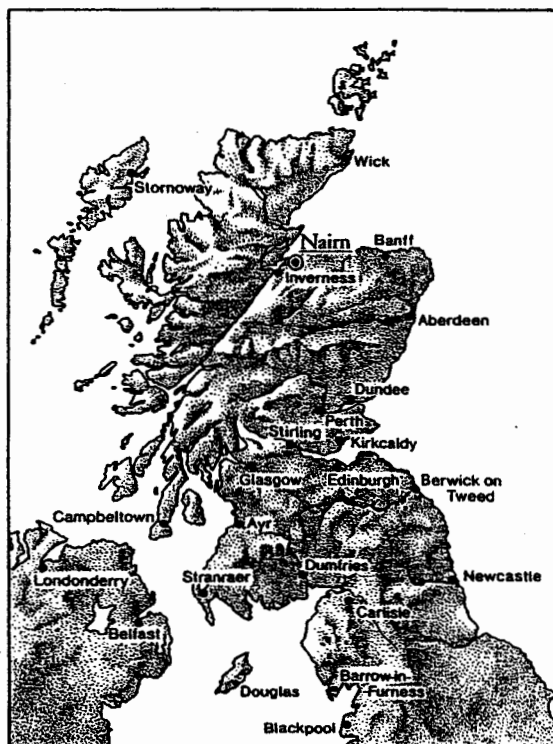 Wick
Stornoway
Nairn
Banff
Inverness
Aberdeen
Dundee
Perth
Stirling
Kirkcaldy
Glasgow
Edinburgh
Berwick on
Tweed
Campbeltown
Ayr
Londonderry
Stranraer
Dumfries
Newcastle
Carlisle
Belfast
Barrow-in-
Furness
Douglas
Blackpool